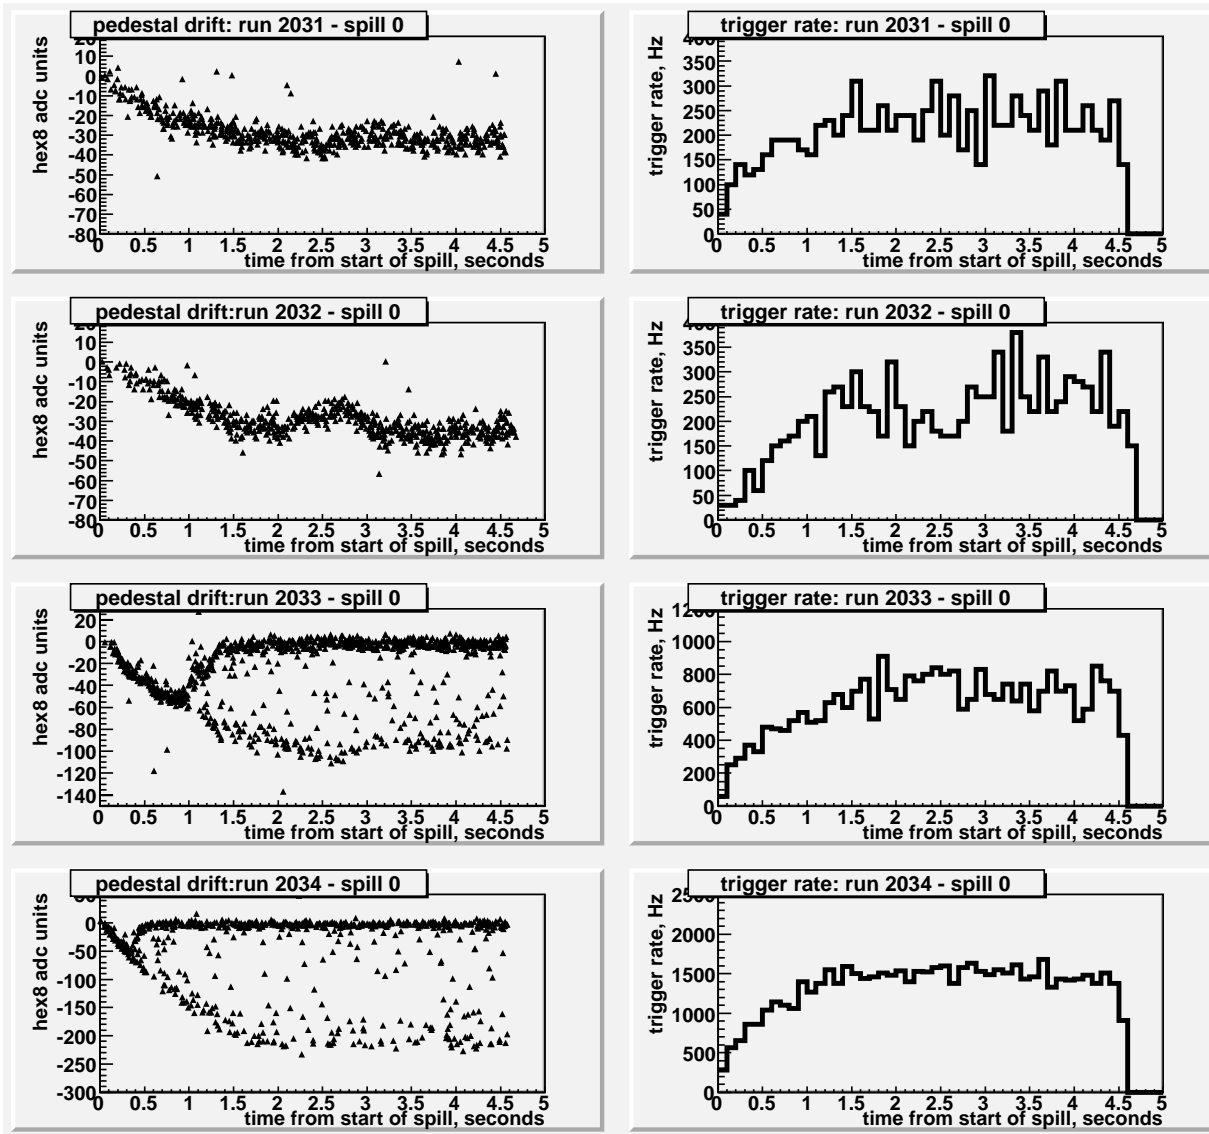 pedestal drift: run 2031 - spill 0
hex8 adc units
20
10
0
-10
-20
-30
-40
-50
-60
-70
-80
0 0.5 1 1.5 2 2.5 3 3.5 4 4.5 5
time from start of spill, seconds
trigger rate: run 2031 - spill 0
trigger rate, Hz
400
350
300
250
200
150
100
50
0
0 0.5 1 1.5 2 2.5 3 3.5 4 4.5 5
time from start of spill, seconds
pedestal drift:run 2032 - spill 0
hex8 adc units
20
10
0
-10
-20
-30
-40
-50
-60
-70
-80
0 0.5 1 1.5 2 2.5 3 3.5 4 4.5 5
time from start of spill, seconds
trigger rate: run 2032 - spill 0
trigger rate, Hz
400
350
300
250
200
150
100
50
0
0 0.5 1 1.5 2 2.5 3 3.5 4 4.5 5
time from start of spill, seconds
pedestal drift:run 2033 - spill 0
hex8 adc units
20
0
-20
-40
-60
-80
-100
-120
-140
0 0.5 1 1.5 2 2.5 3 3.5 4 4.5 5
time from start of spill, seconds
trigger rate: run 2033 - spill 0
trigger rate, Hz
1200
1000
800
600
400
200
0
0 0.5 1 1.5 2 2.5 3 3.5 4 4.5 5
time from start of spill, seconds
pedestal drift:run 2034 - spill 0
hex8 adc units
50
0
-50
-100
-150
-200
-250
-300
0 0.5 1 1.5 2 2.5 3 3.5 4 4.5 5
time from start of spill, seconds
trigger rate: run 2034 - spill 0
trigger rate, Hz
2500
2000
1500
1000
500
0
0 0.5 1 1.5 2 2.5 3 3.5 4 4.5 5
time from start of spill, seconds